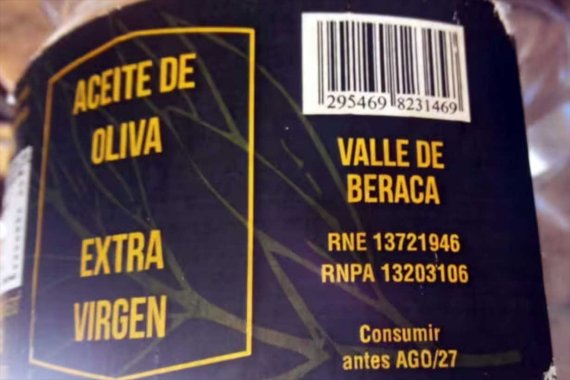 ACEITE DE
OLIVA
EXTRA
VIRGEN
295469 8231469
VALLE DE
BERACA
RNE 13721946
RNPA 13203106
Consumir
antes AGO/27